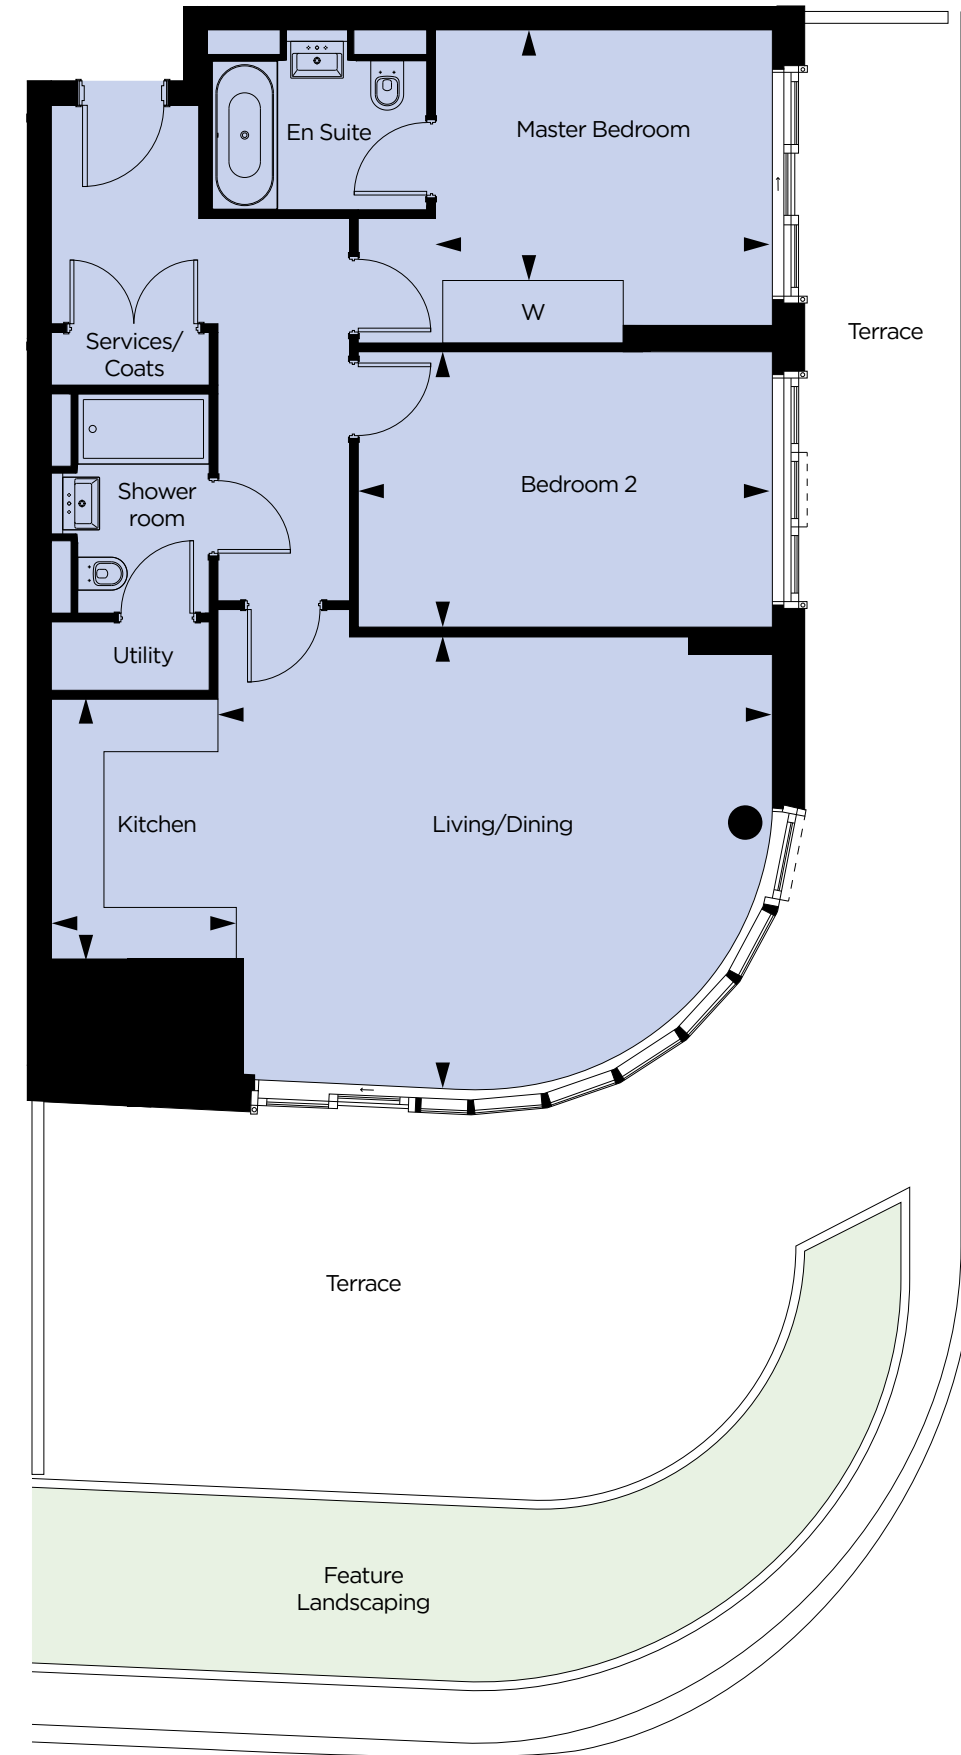 En Suite
Master Bedroom
W
Terrace
Services/
Coats
Bedroom 2
Shower
room
Utility
Kitchen
Living/Dining
Terrace
Feature
Landscaping